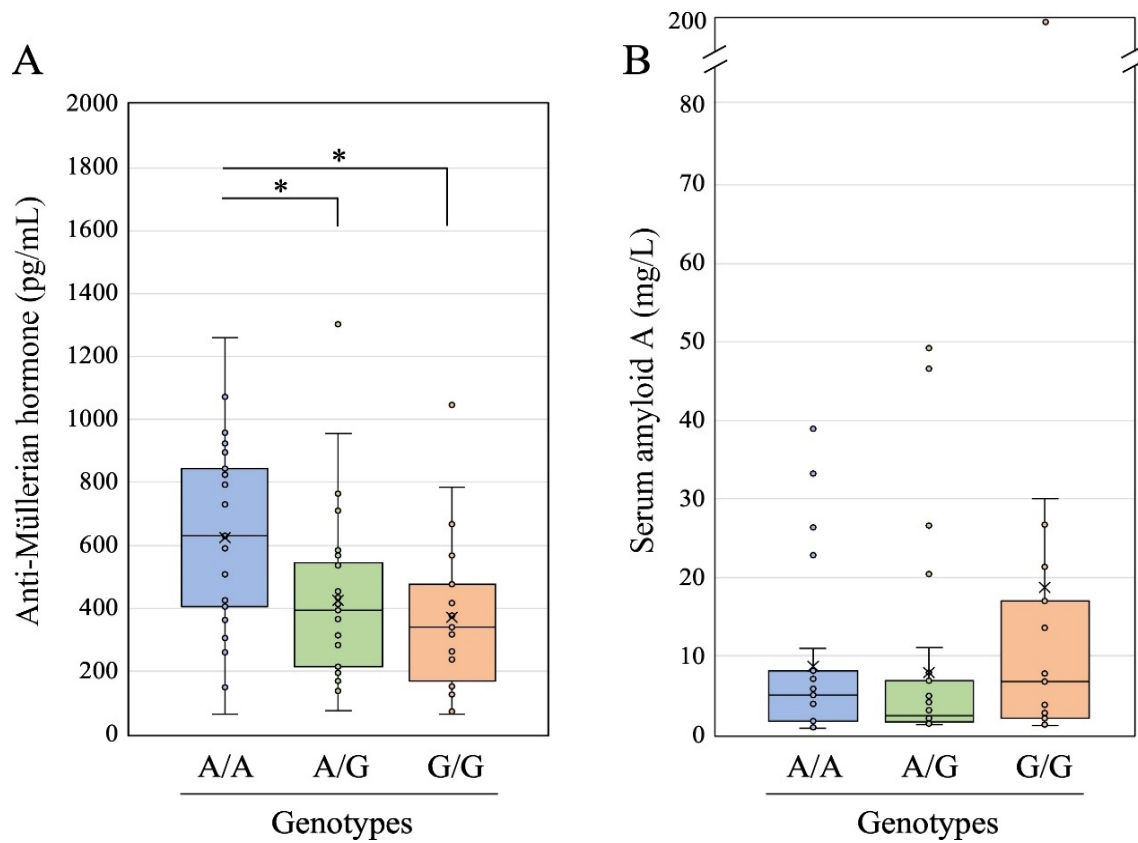 A
Anti-Müllerian hormone (pg/mL)
2000
1800
1600
1400
1200
1000
800
600
400
200
0
*
*
A/A A/G G/G
Genotypes
B
Serum amyloid A (mg/L)
200
80
70
60
50
40
30
20
10
0
A/A A/G G/G
Genotypes